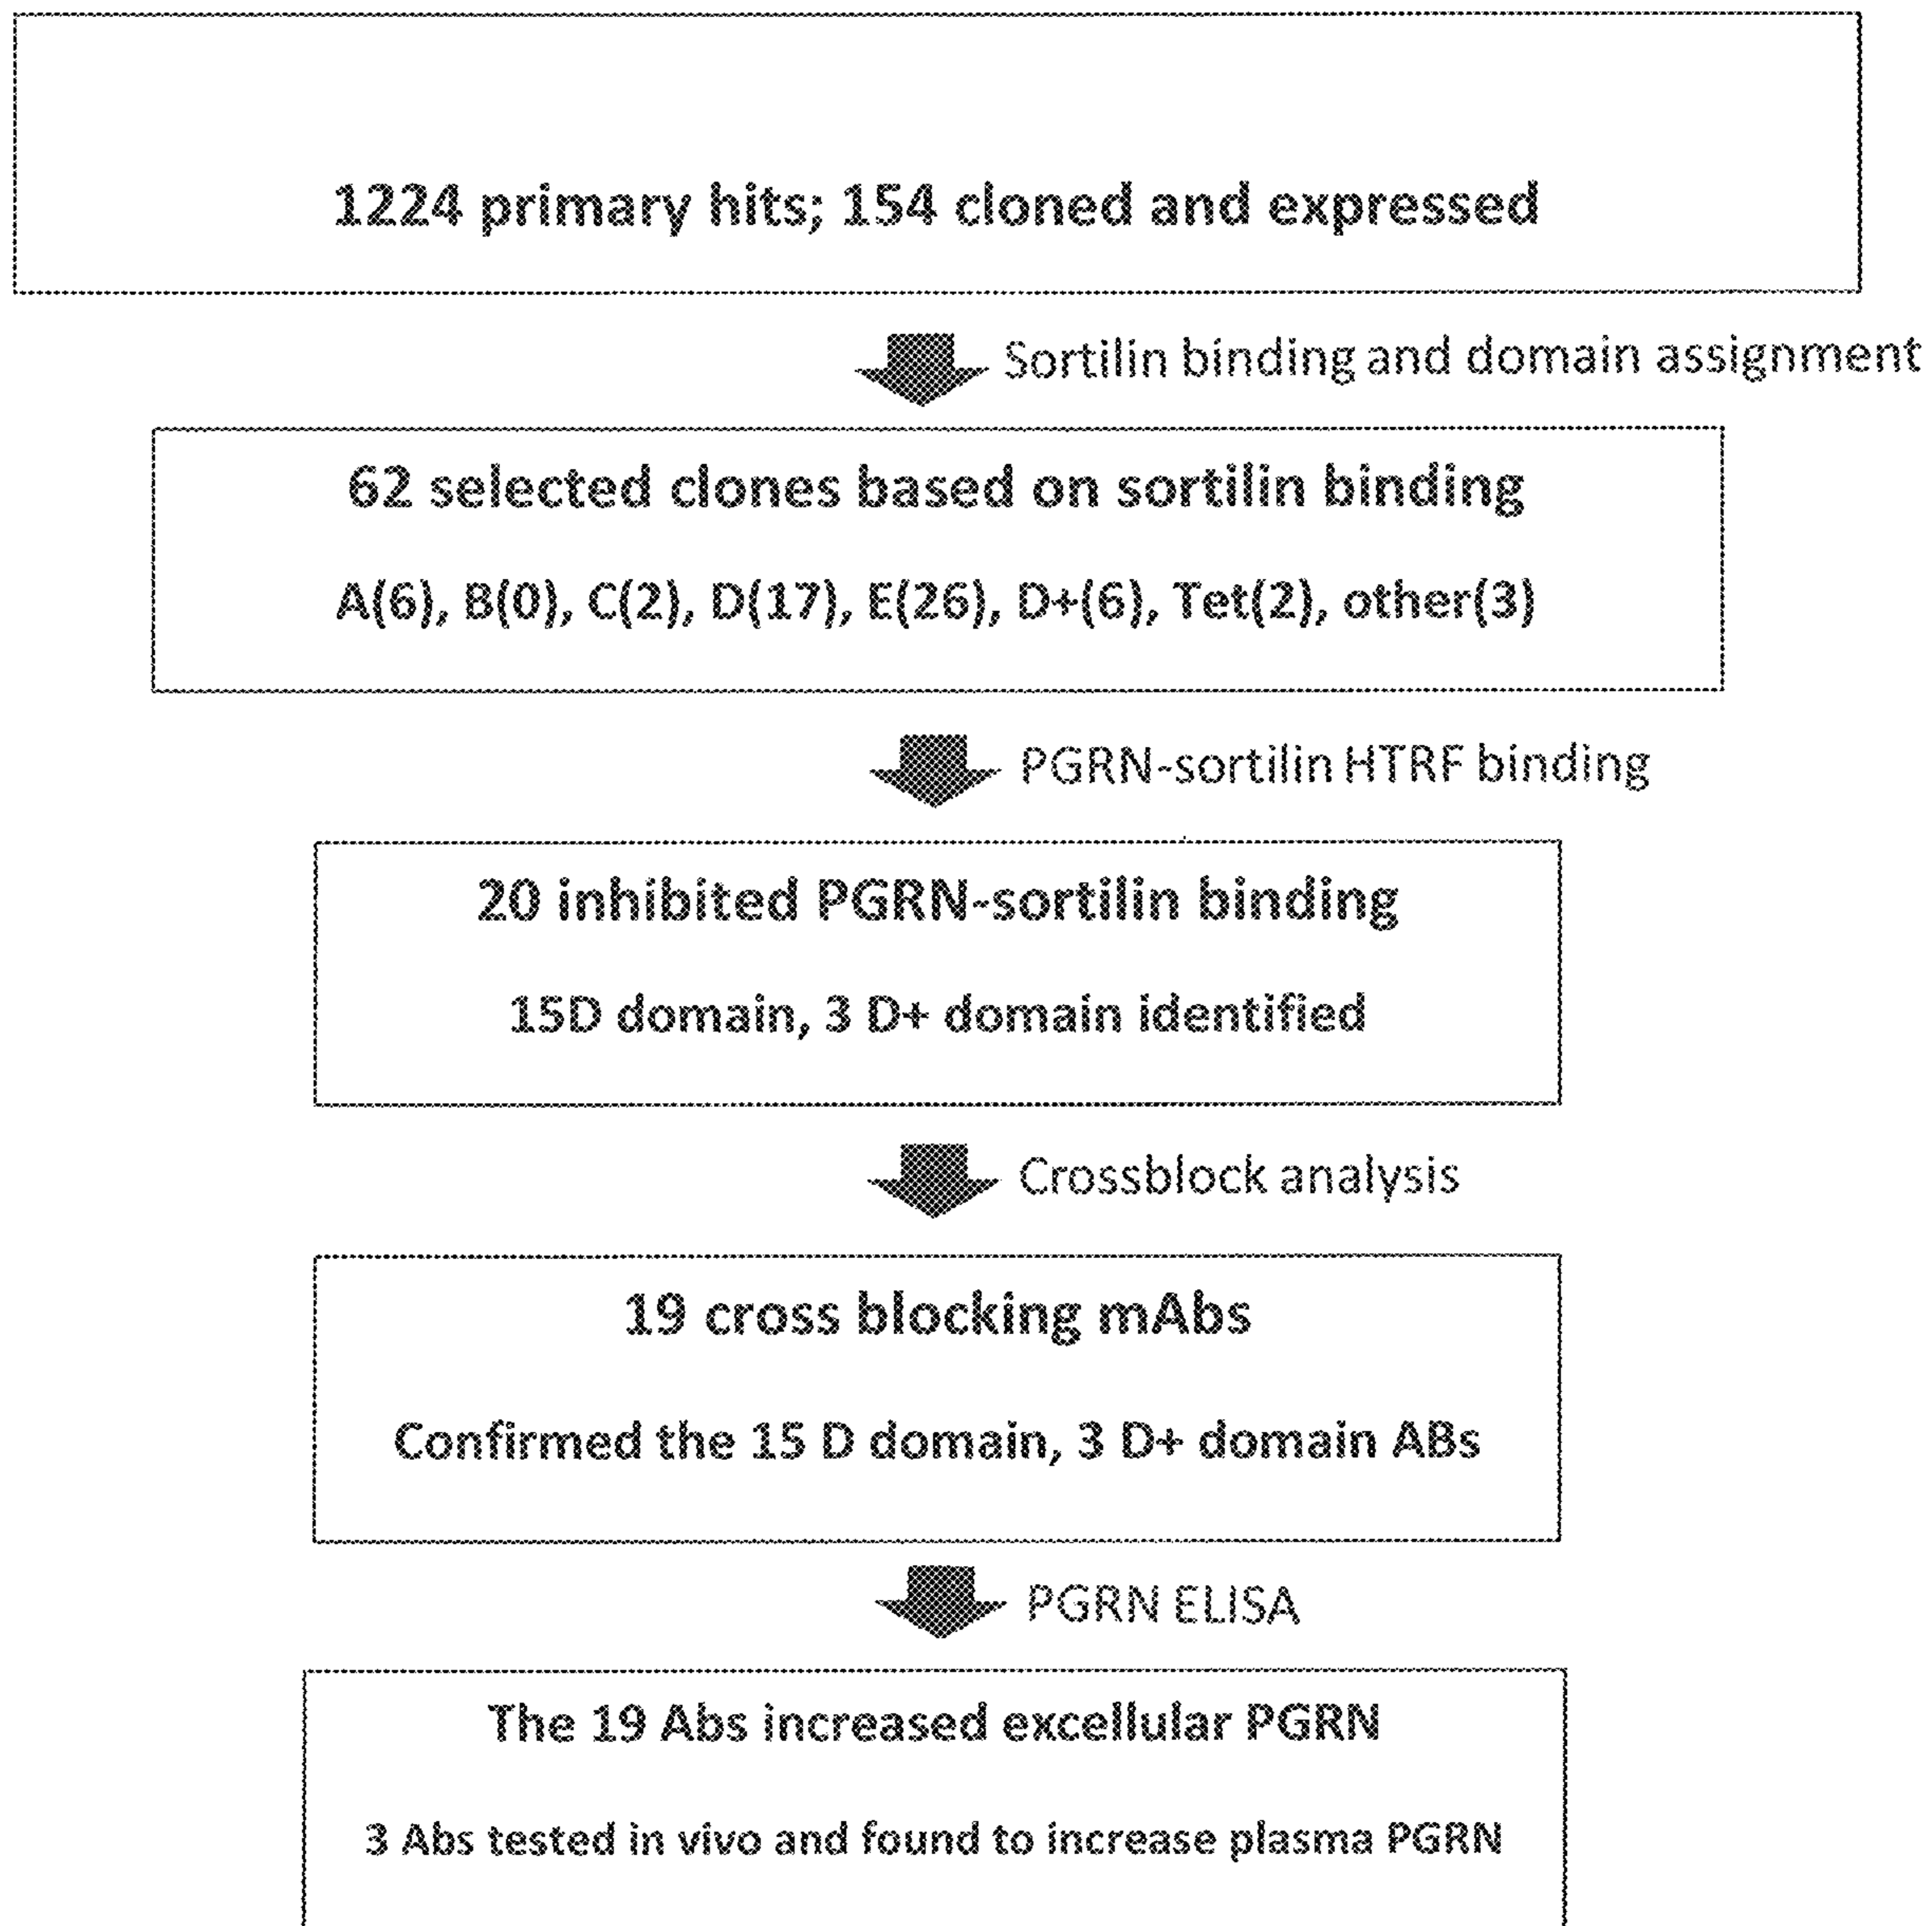 1224 primary hits; 154 cloned and expressed
Sortilin binding and domain assignment
62 selected clones based on sortilin binding
A(6), B(0), C(2), D(17), E(26), D+(6), Tet(2), other(3)
PGRN-sortilin HTRF binding
20 inhibited PGRN-sortilin binding
15D domain, 3 D+ domain identified
Crossblock analysis
19 cross blocking mAbs
Confirmed the 15 D domain, 3 D+ domain ABs
PGRN ELISA
The 19 Abs increased excellular PGRN
3 Abs tested in vivo and found to increase plasma PGRN